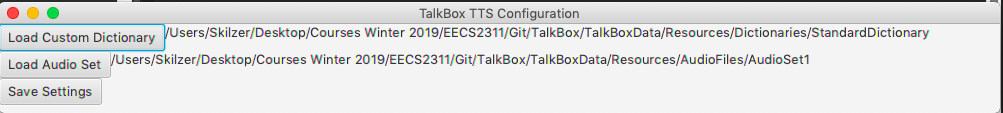 TalkBox TTS Configuration
Load Custom Dictionary /Users/Skilzer/Desktop/Courses Winter 2019/EECS2311/Git/TalkBox/TalkBoxData/Resources/Dictionaries/StandardDictionary
Load Audio Set /Users/Skilzer/Desktop/Courses Winter 2019/EECS2311/Git/TalkBox/TalkBoxData/Resources/AudioFiles/AudioSet1
Save Settings